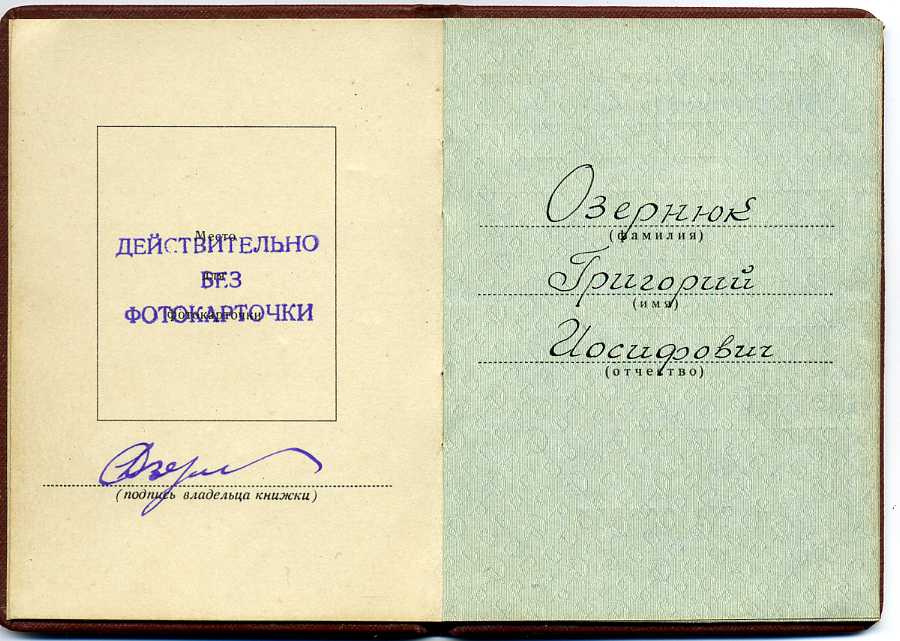 Место
ДЕЙСТВИТЕЛЬНО
для
БЕЗ
Фотокарточки
ФОТОКАРТОЧКИ
(подпись владельца книжки)
Озернюк
(фамилия)
Григорий
(имя)
Иосифович
(отчество)